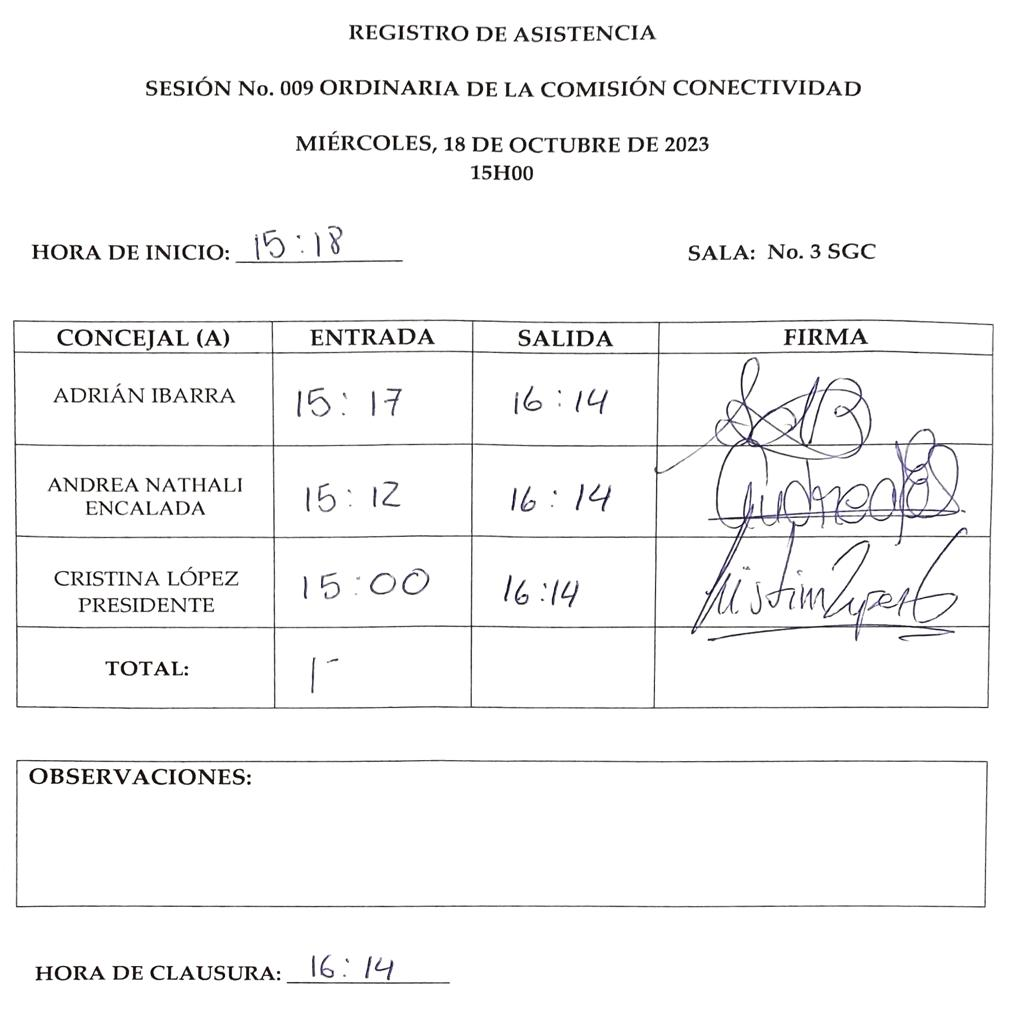 REGISTRO DE ASISTENCIA
SESIÓN No. 009 ORDINARIA DE LA COMISIÓN CONECTIVIDAD
MIÉRCOLES, 18 DE OCTUBRE DE 2023
15H00
HORA DE INICIO: 15:18 SALA: No. 3 SGC
CONCEJAL (A) ENTRADA SALIDA FIRMA
ADRIÁN IBARRA 15:17 16:14
ANDREA NATHALI
ENCALADA 15:12 16:14
CRISTINA LÓPEZ
PRESIDENTE 15:00 16:14
TOTAL:
OBSERVACIONES:
HORA DE CLAUSURA: 16:14